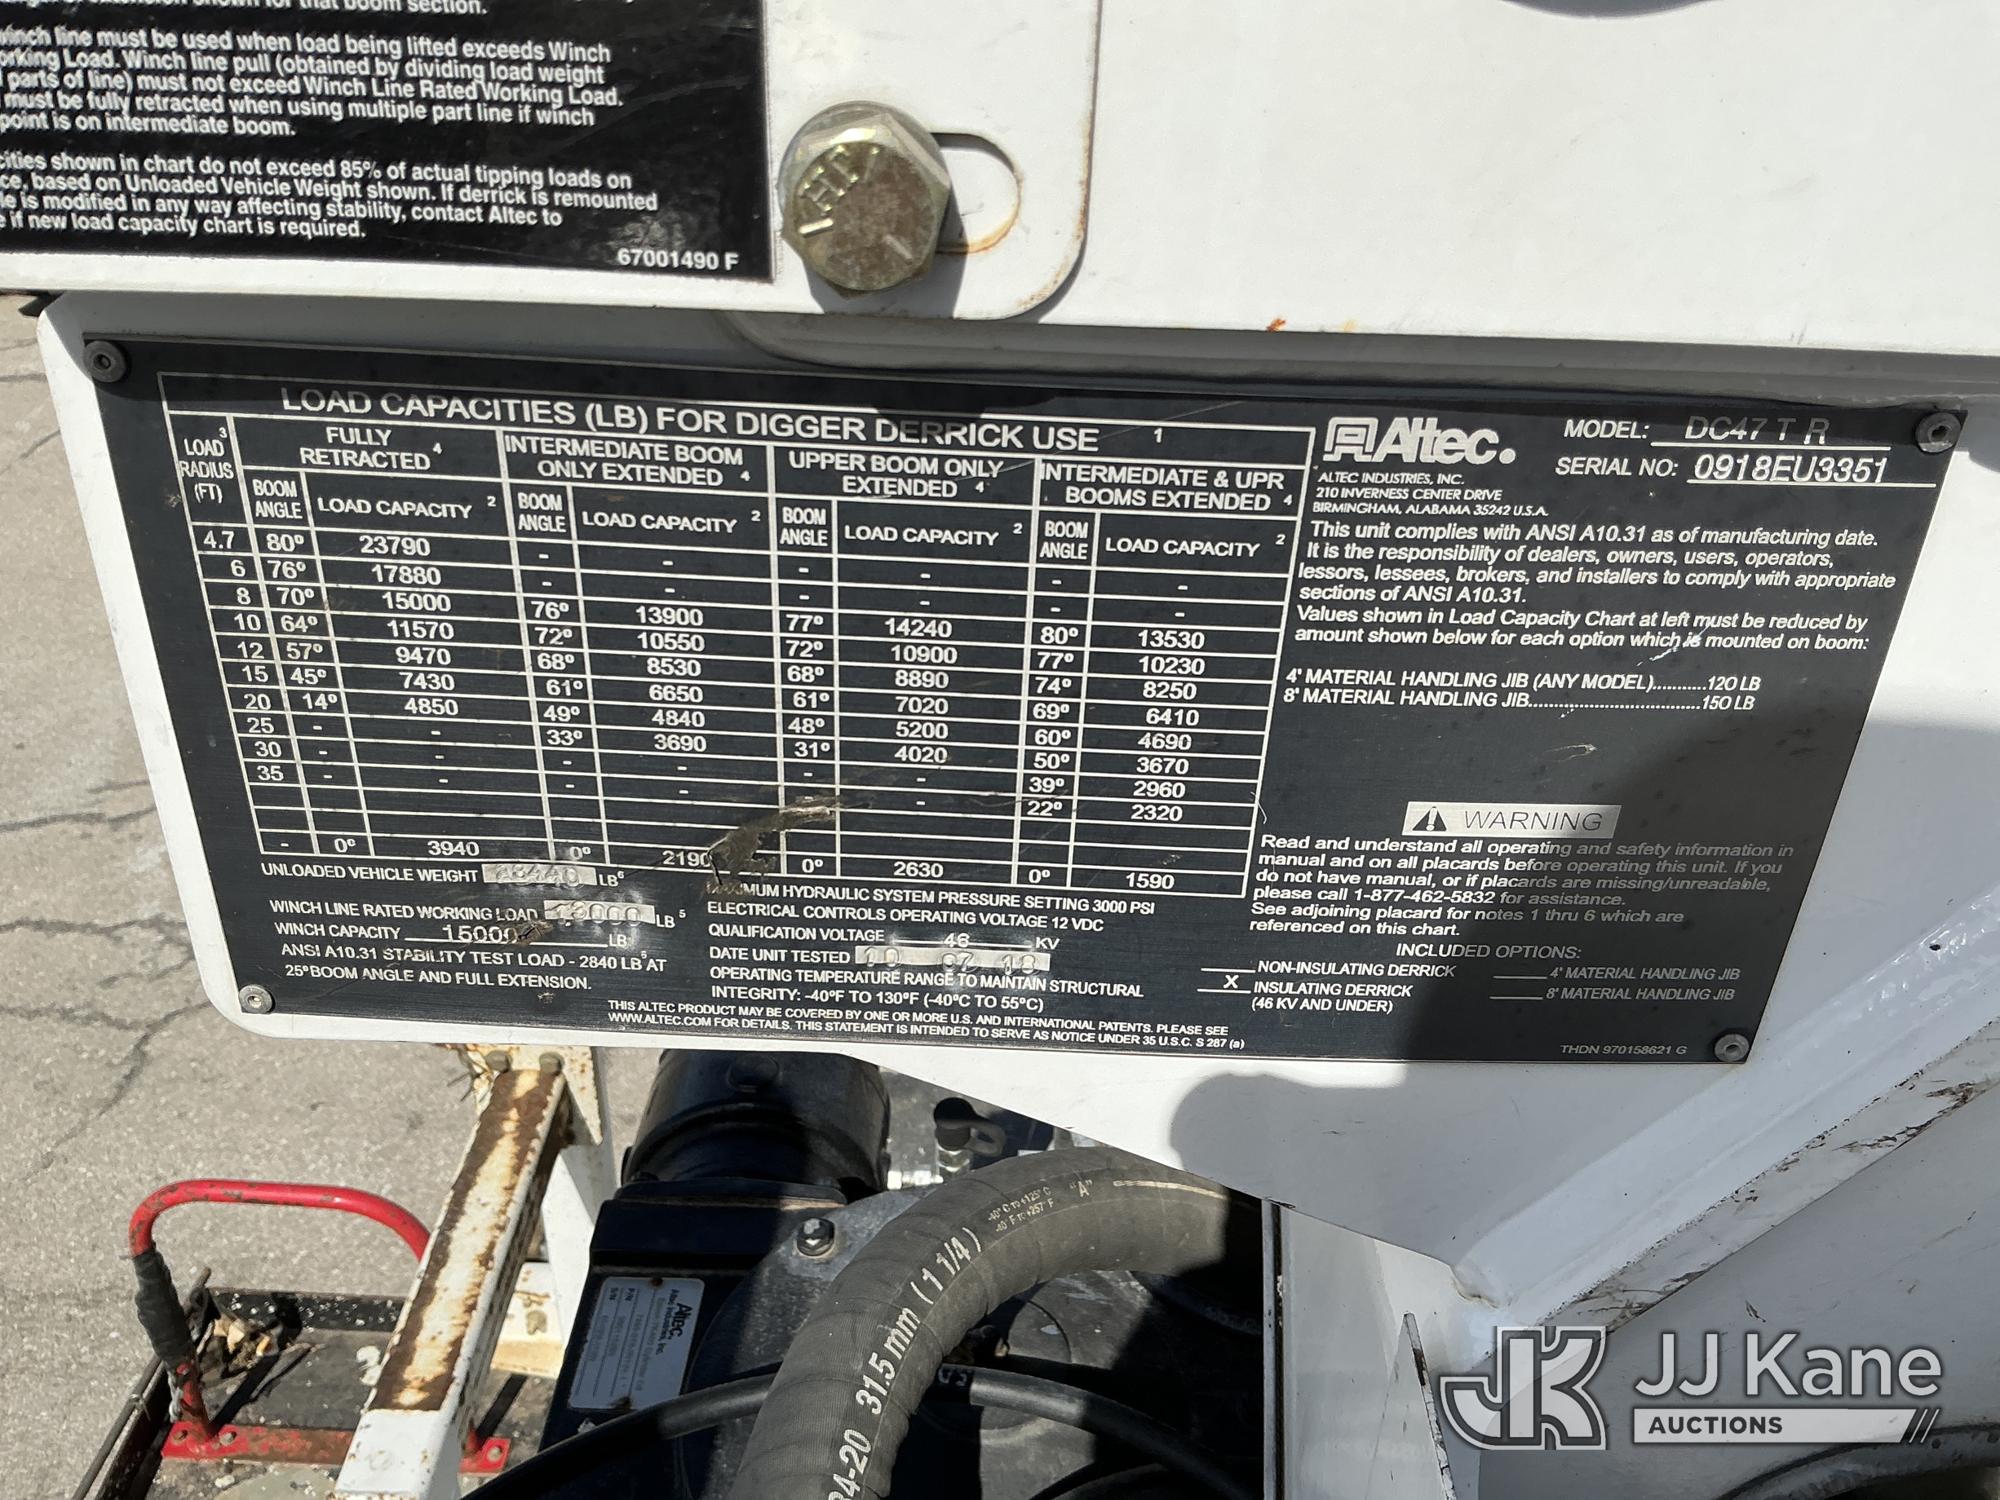 shown for that boom section.
winch line must be used when load being lifted exceeds Winch
Load. Winch line pull (obtained by dividing load weight
parts of line) must not exceed Winch Line Rated Working Load.
must be fully retracted when using multiple part line if winch
point is on intermediate boom.
shown in chart do not exceed 85% of actual tipping loads on
based on Unloaded Vehicle Weight shown. If derrick is remounted
is modified in any way affecting stability, contact Altec to
if new load capacity chart is required.
67001490 F
LOAD CAPACITIES (LB) FOR DIGGER DERRICK USE 1
LOAD 3 RADIUS (FT)
FULLY RETRACTED 4
INTERMEDIATE BOOM ONLY EXTENDED 4
UPPER BOOM ONLY EXTENDED 4
INTERMEDIATE & UPR BOOMS EXTENDED 4
BOOM ANGLE LOAD CAPACITY 2 BOOM ANGLE LOAD CAPACITY 2 BOOM ANGLE LOAD CAPACITY 2 BOOM ANGLE LOAD CAPACITY 2
4.7 80° 23790 - - - - - -
6 76° 17880 - - - - - -
8 70° 15000 76° 13900 77° 14240 80° 13530
10 64° 11570 72° 10550 72° 10900 77° 10230
12 57° 9470 68° 8530 68° 8890 74° 8250
15 45° 7430 61° 6650 61° 7020 69° 6410
20 14° 4850 49° 4840 48° 5200 60° 4690
25 - - 33° 3690 31° 4020 50° 3670
30 - - - - - - 39° 2960
35 - - - - - - 22° 2320
- 0° 3940 0° 2190 0° 2630 0° 1590
UNLOADED VEHICLE WEIGHT LB 6
WINCH LINE RATED WORKING LOAD LB 5
WINCH CAPACITY 15000 LB
ANSI A10.31 STABILITY TEST LOAD - 2840 LB 6 AT
25° BOOM ANGLE AND FULL EXTENSION.
MAXIMUM HYDRAULIC SYSTEM PRESSURE SETTING 3000 PSI
ELECTRICAL CONTROLS OPERATING VOLTAGE 12 VDC
QUALIFICATION VOLTAGE 46 KV
DATE UNIT TESTED 10 07 18
OPERATING TEMPERATURE RANGE TO MAINTAIN STRUCTURAL
INTEGRITY: -40°F TO 130°F (-40°C TO 55°C)
THIS ALTEC PRODUCT MAY BE COVERED BY ONE OR MORE U.S. AND INTERNATIONAL PATENTS. PLEASE SEE
WWW.ALTEC.COM FOR DETAILS. THIS STATEMENT IS INTENDED TO SERVE AS NOTICE UNDER 35 U.S.C. S 287 (a)
Altec.
MODEL: DC47 T R
SERIAL NO: 0918EU3351
ALTEC INDUSTRIES, INC.
210 INVERNESS CENTER DRIVE
BIRMINGHAM, ALABAMA 35242 U.S.A.
This unit complies with ANSI A10.31 as of manufacturing date.
It is the responsibility of dealers, owners, users, operators,
lessors, lessees, brokers, and installers to comply with appropriate
sections of ANSI A10.31.
Values shown in Load Capacity Chart at left must be reduced by
amount shown below for each option which is mounted on boom:
4' MATERIAL HANDLING JIB (ANY MODEL)...........120 LB
8' MATERIAL HANDLING JIB...................................150 LB
WARNING
Read and understand all operating and safety information in
manual and on all placards before operating this unit. If you
do not have manual, or if placards are missing/unreadable,
please call 1-877-462-5832 for assistance.
See adjoining placard for notes 1 thru 6 which are
referenced on this chart.
INCLUDED OPTIONS:
NON-INSULATING DERRICK 4' MATERIAL HANDLING JIB
X INSULATING DERRICK 8' MATERIAL HANDLING JIB
(46 KV AND UNDER)
THDN 970158621 G
-40° C TO +125° C "A"
-40° F TO +257° F
-20 31.5 mm (1 1/4)
Altec
Altec Industries, Inc.
JJ Kane
AUCTIONS